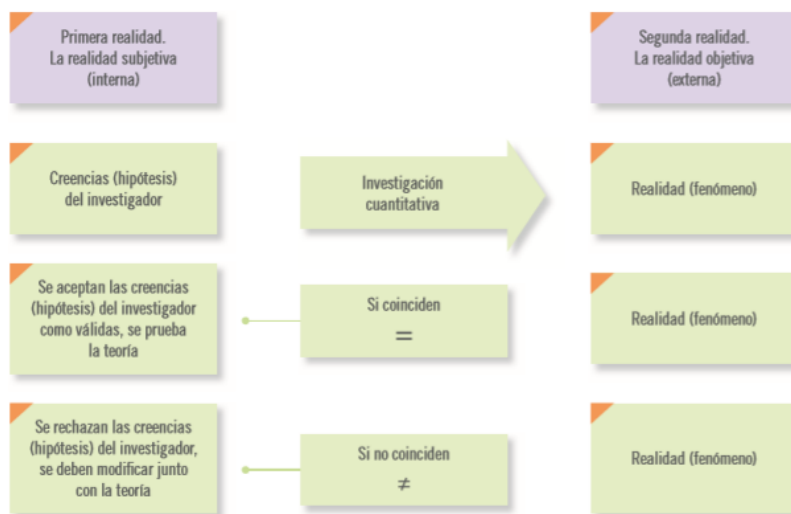 Primera realidad.
La realidad subjetiva
(interna)
Segunda realidad.
La realidad objetiva
(externa)
Creencias (hipótesis)
del investigador
Investigación
cuantitativa
Realidad (fenómeno)
Se aceptan las creencias
(hipótesis) del investigador
como válidas, se prueba
la teoría
Si coinciden
=
Realidad (fenómeno)
Se rechazan las creencias
(hipótesis) del investigador,
se deben modificar junto
con la teoría
Si no coinciden
≠
Realidad (fenómeno)